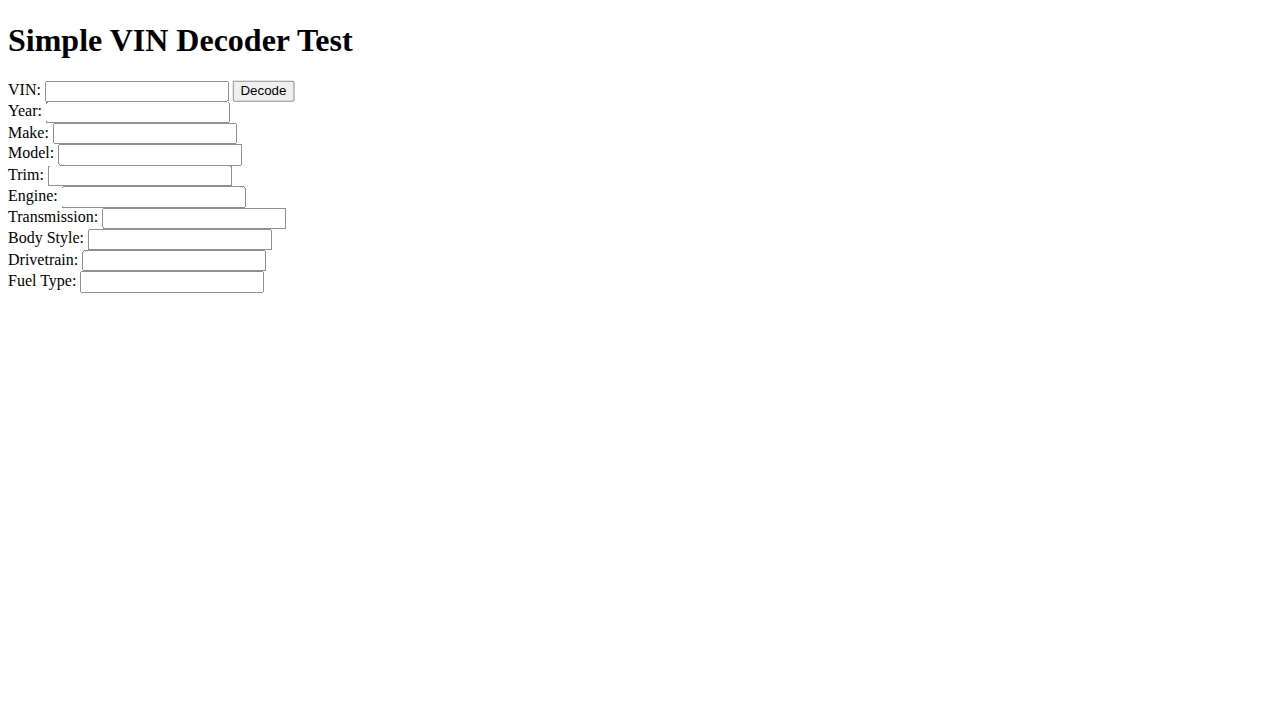 Simple VIN Decoder Test
VIN: Decode
Year:
Make:
Model:
Trim:
Engine:
Transmission:
Body Style:
Drivetrain:
Fuel Type: